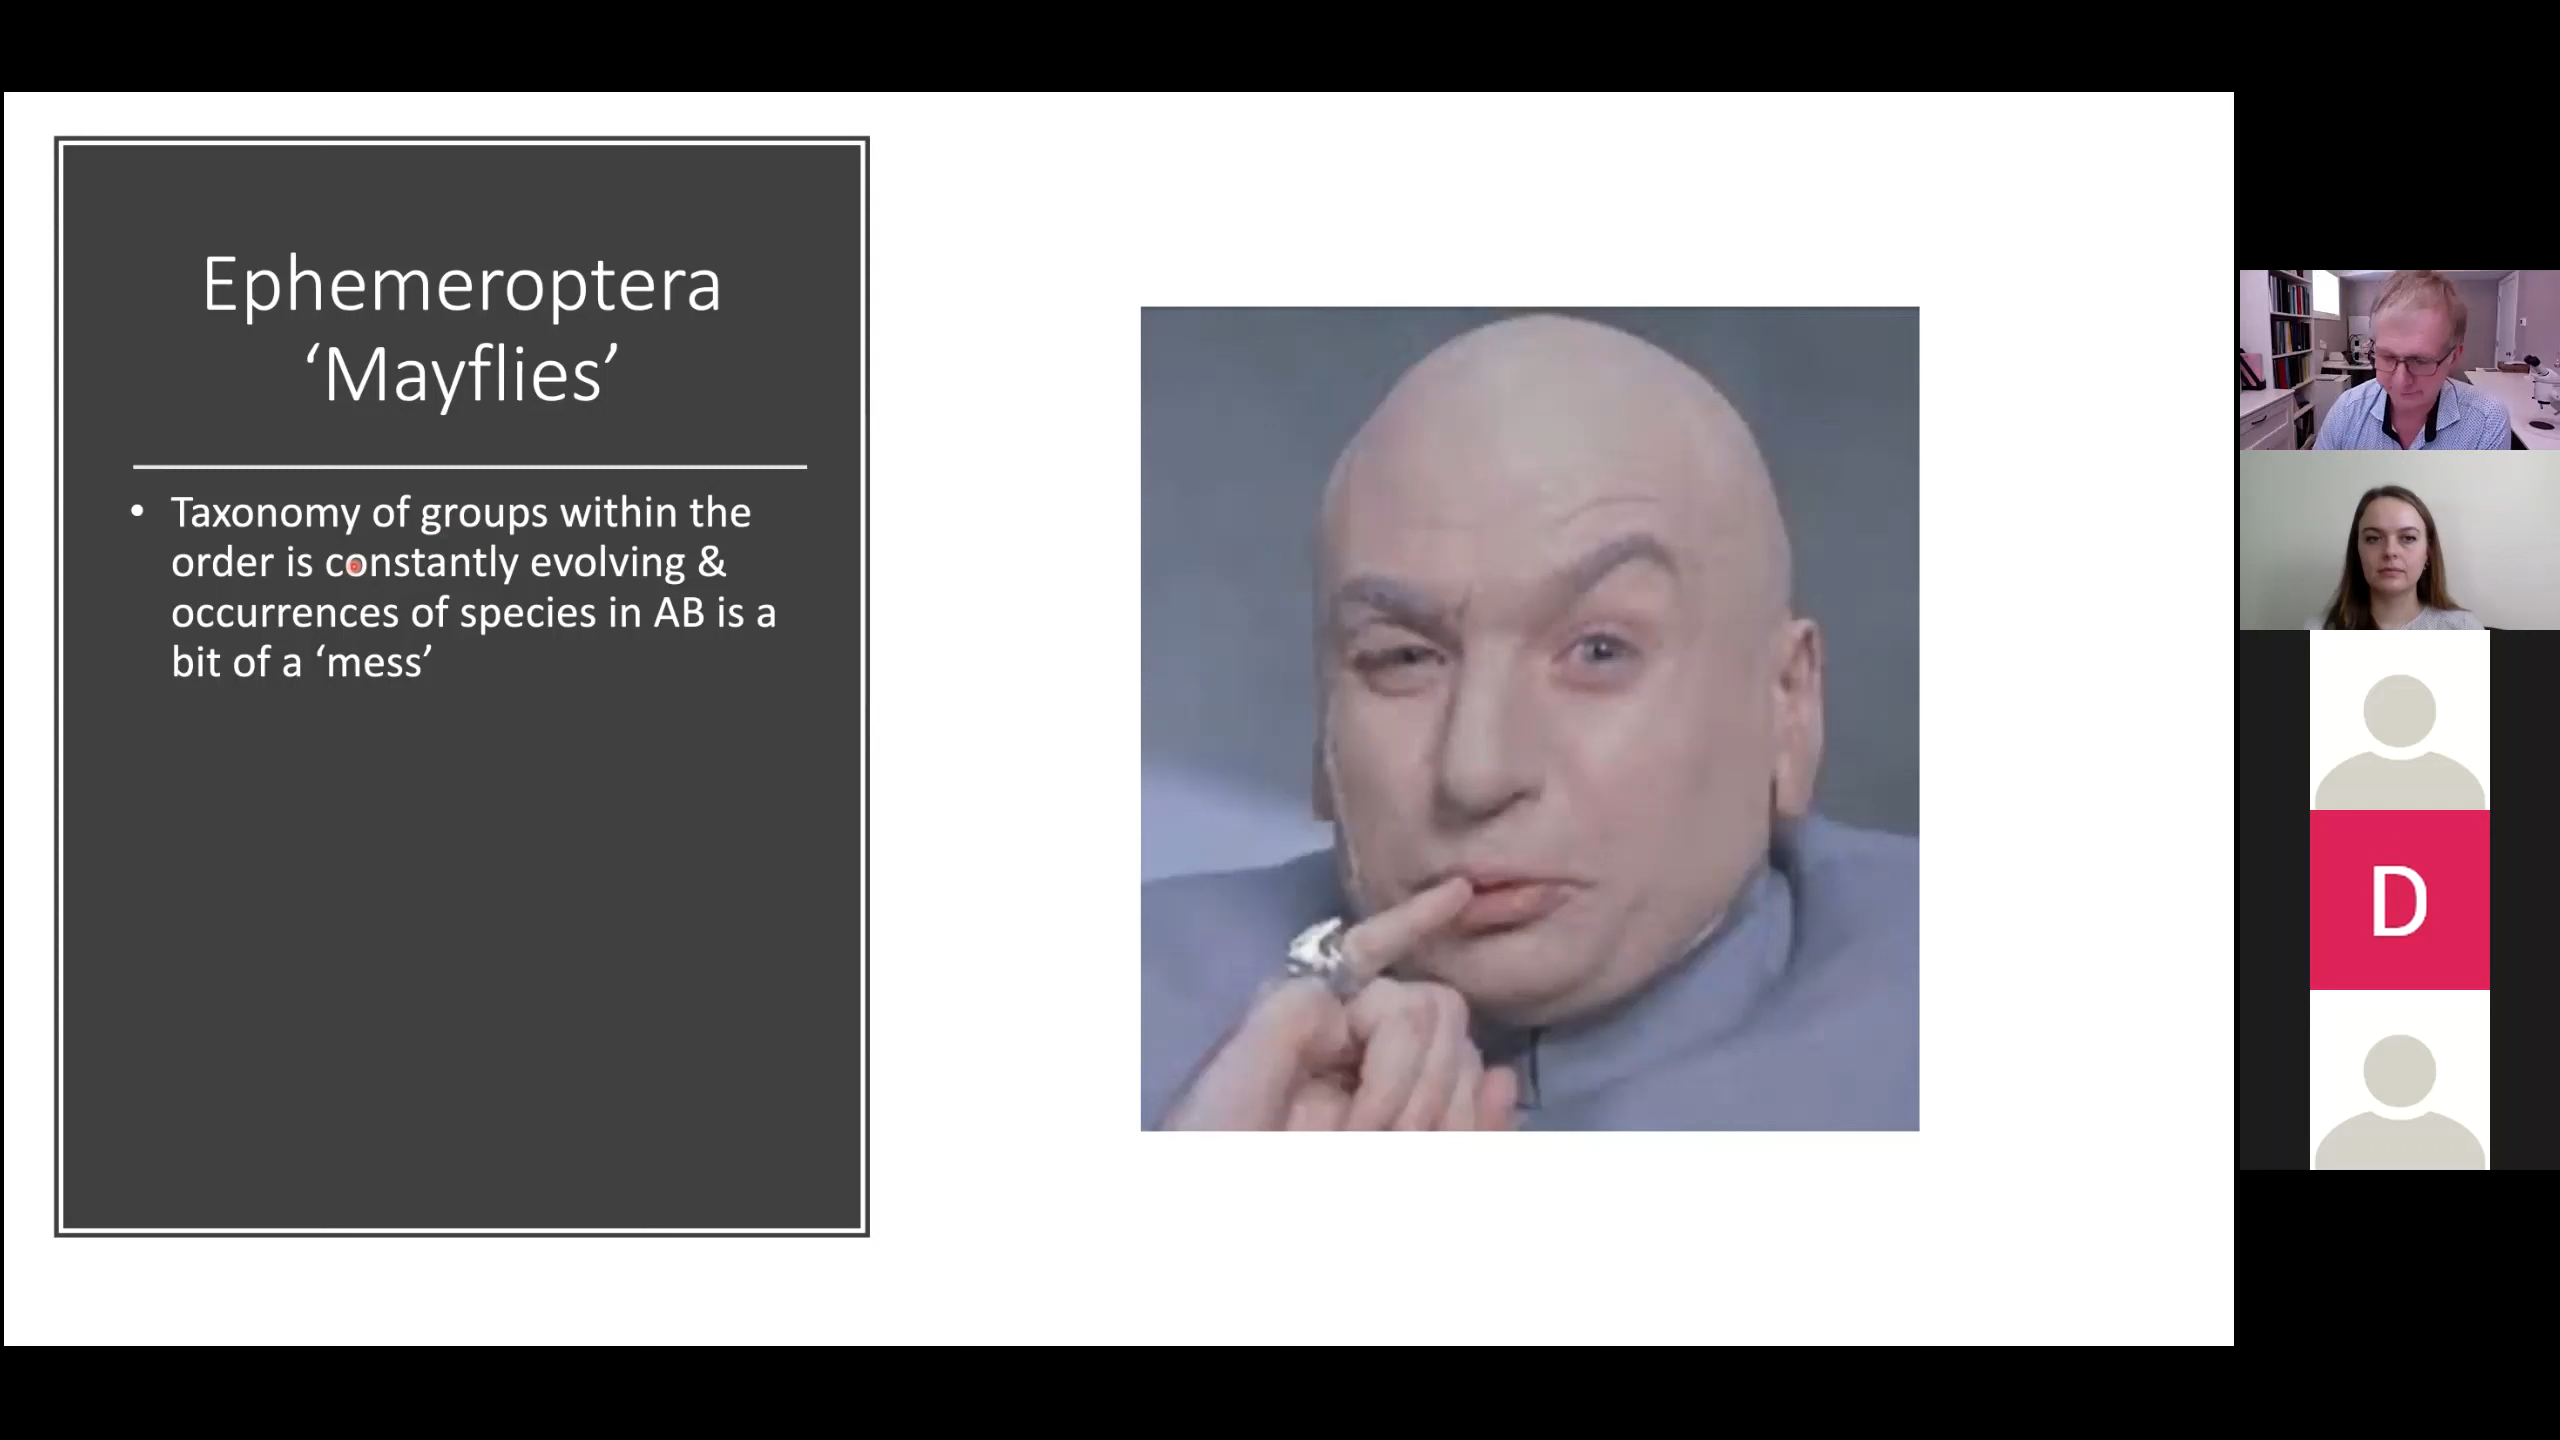 Ephemeroptera
‘Mayflies’
• Taxonomy of groups within the
order is constantly evolving &
occurrences of species in AB is a
bit of a ‘mess’
D